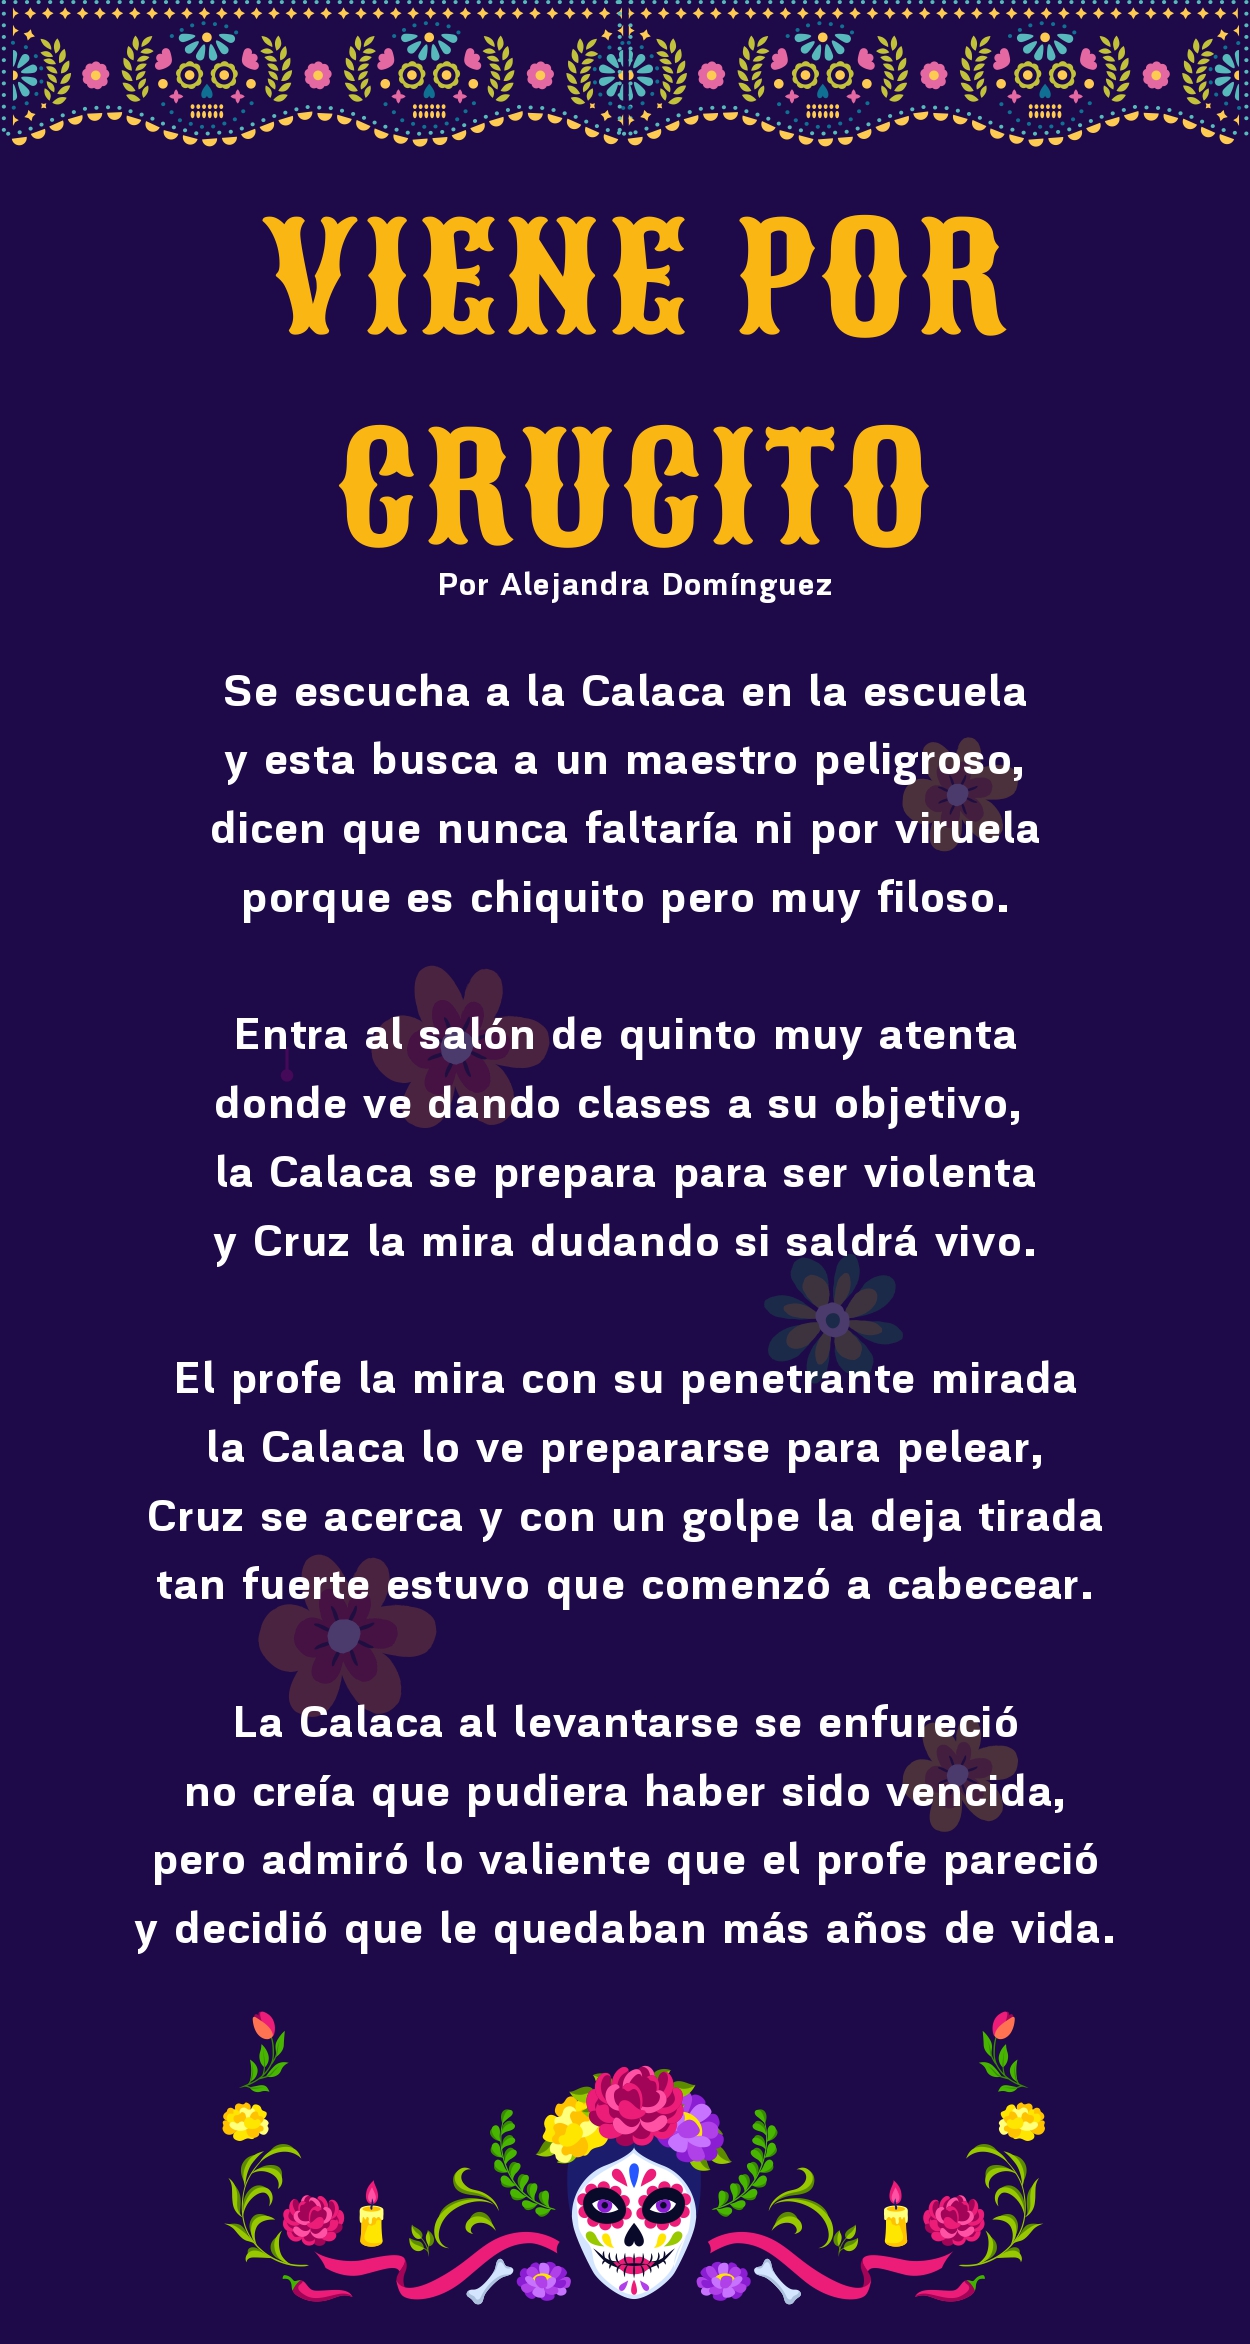 VIENE POR
CRUCITO
Por Alejandra Domínguez
Se escucha a la Calaca en la escuela
y esta busca a un maestro peligroso,
dicen que nunca faltaría ni por viruela
porque es chiquito pero muy filoso.
Entra al salón de quinto muy atenta
donde ve dando clases a su objetivo,
la Calaca se prepara para ser violenta
y Cruz la mira dudando si saldrá vivo.
El profe la mira con su penetrante mirada
la Calaca lo ve prepararse para pelear,
Cruz se acerca y con un golpe la deja tirada
tan fuerte estuvo que comenzó a cabecear.
La Calaca al levantarse se enfureció
no creía que pudiera haber sido vencida,
pero admiró lo valiente que el profe pareció
y decidió que le quedaban más años de vida.